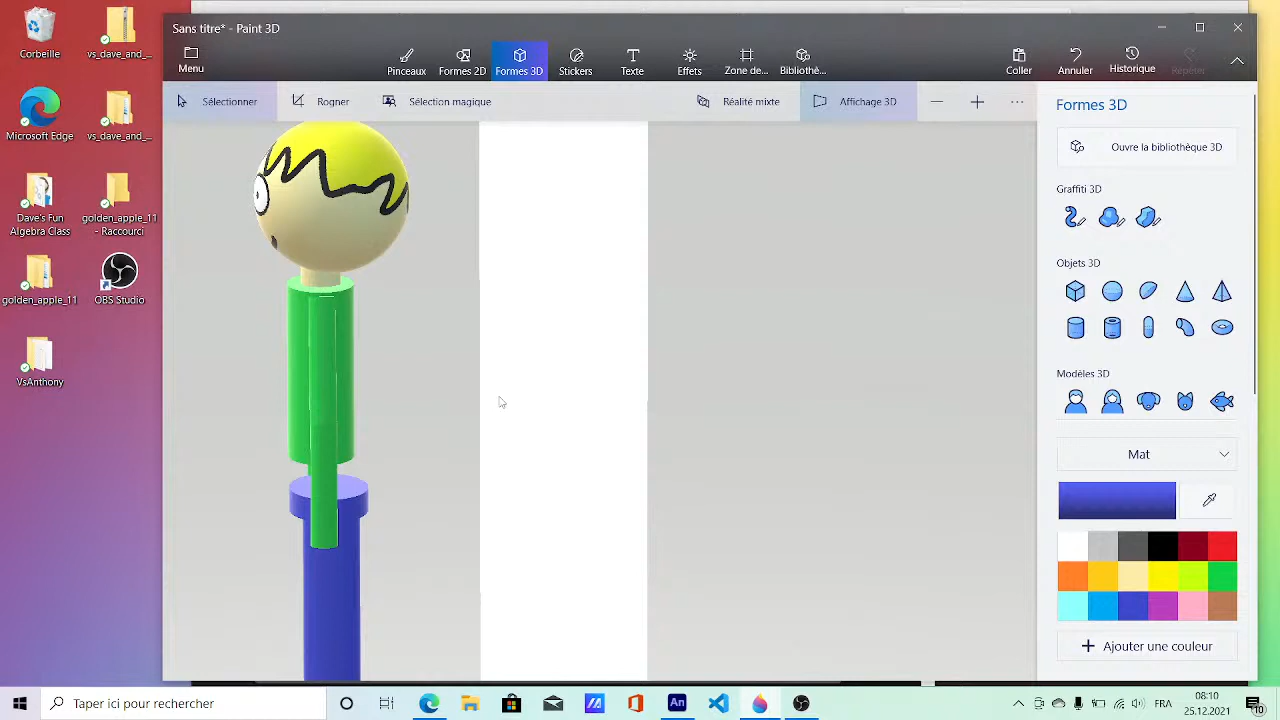 Sans titre* - Paint 3D
Menu
Pinceaux
Formes 2D
Formes 3D
Stickers
Texte
Effets
Zone de...
Bibliothè...
Coller
Annuler
Historique
Répéter
Sélectionner
Rogner
Sélection magique
Réalité mixte
Affichage 3D
Formes 3D
Ouvre la bibliothèque 3D
Graffiti 3D
Objets 3D
Modèles 3D
Mat
Ajouter une couleur
Corbeille
vs_dave_and_...
Microsoft Edge
vs_dave_and_...
Dave's Fun
Algebra Class
golden_apple_11
- Raccourci
golden_apple_11
OBS Studio
VsAnthony
Taper ici pour rechercher
An
FRA
08:10
25.12.2021
10